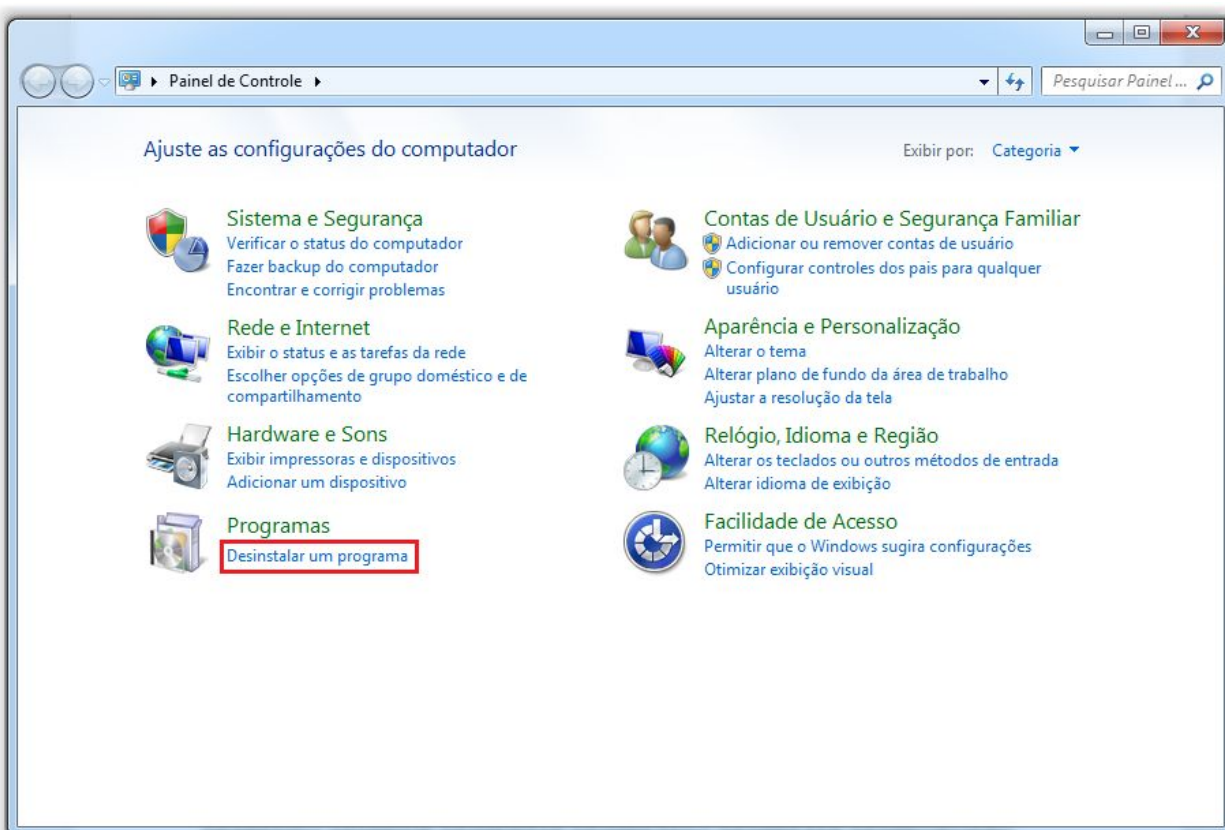 Painel de Controle
Pesquisar Painel ...
Ajuste as configurações do computador
Exibir por: Categoria
Sistema e Segurança
Verificar o status do computador
Fazer backup do computador
Encontrar e corrigir problemas
Rede e Internet
Exibir o status e as tarefas da rede
Escolher opções de grupo doméstico e de
compartilhamento
Hardware e Sons
Exibir impressoras e dispositivos
Adicionar um dispositivo
Programas
Desinstalar um programa
Contas de Usuário e Segurança Familiar
Adicionar ou remover contas de usuário
Configurar controles dos pais para qualquer
usuário
Aparência e Personalização
Alterar o tema
Alterar plano de fundo da área de trabalho
Ajustar a resolução da tela
Relógio, Idioma e Região
Alterar os teclados ou outros métodos de entrada
Alterar idioma de exibição
Facilidade de Acesso
Permitir que o Windows sugira configurações
Otimizar exibição visual